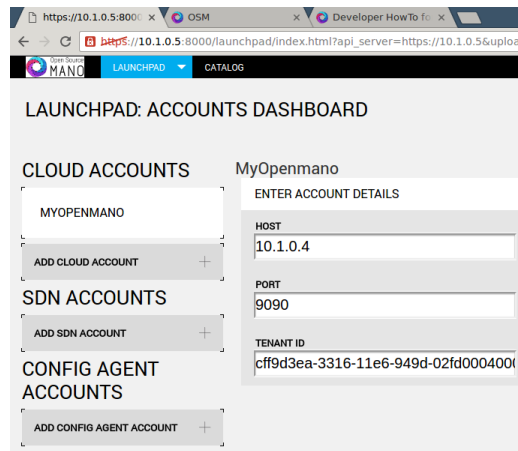 https://10.1.0.5:8000 ×
OSM ×
Developer HowTo fo ×
https://10.1.0.5:8000/launchpad/index.html?api_server=https://10.1.0.5&uploa
Open Source
MANO
LAUNCHPAD
CATALOG
LAUNCHPAD: ACCOUNTS DASHBOARD
CLOUD ACCOUNTS
MYOPENMANO
ADD CLOUD ACCOUNT +
SDN ACCOUNTS
ADD SDN ACCOUNT +
CONFIG AGENT
ACCOUNTS
ADD CONFIG AGENT ACCOUNT +
MyOpenmano
ENTER ACCOUNT DETAILS
HOST
10.1.0.4
PORT
9090
TENANT ID
cff9d3ea-3316-11e6-949d-02fd0004000